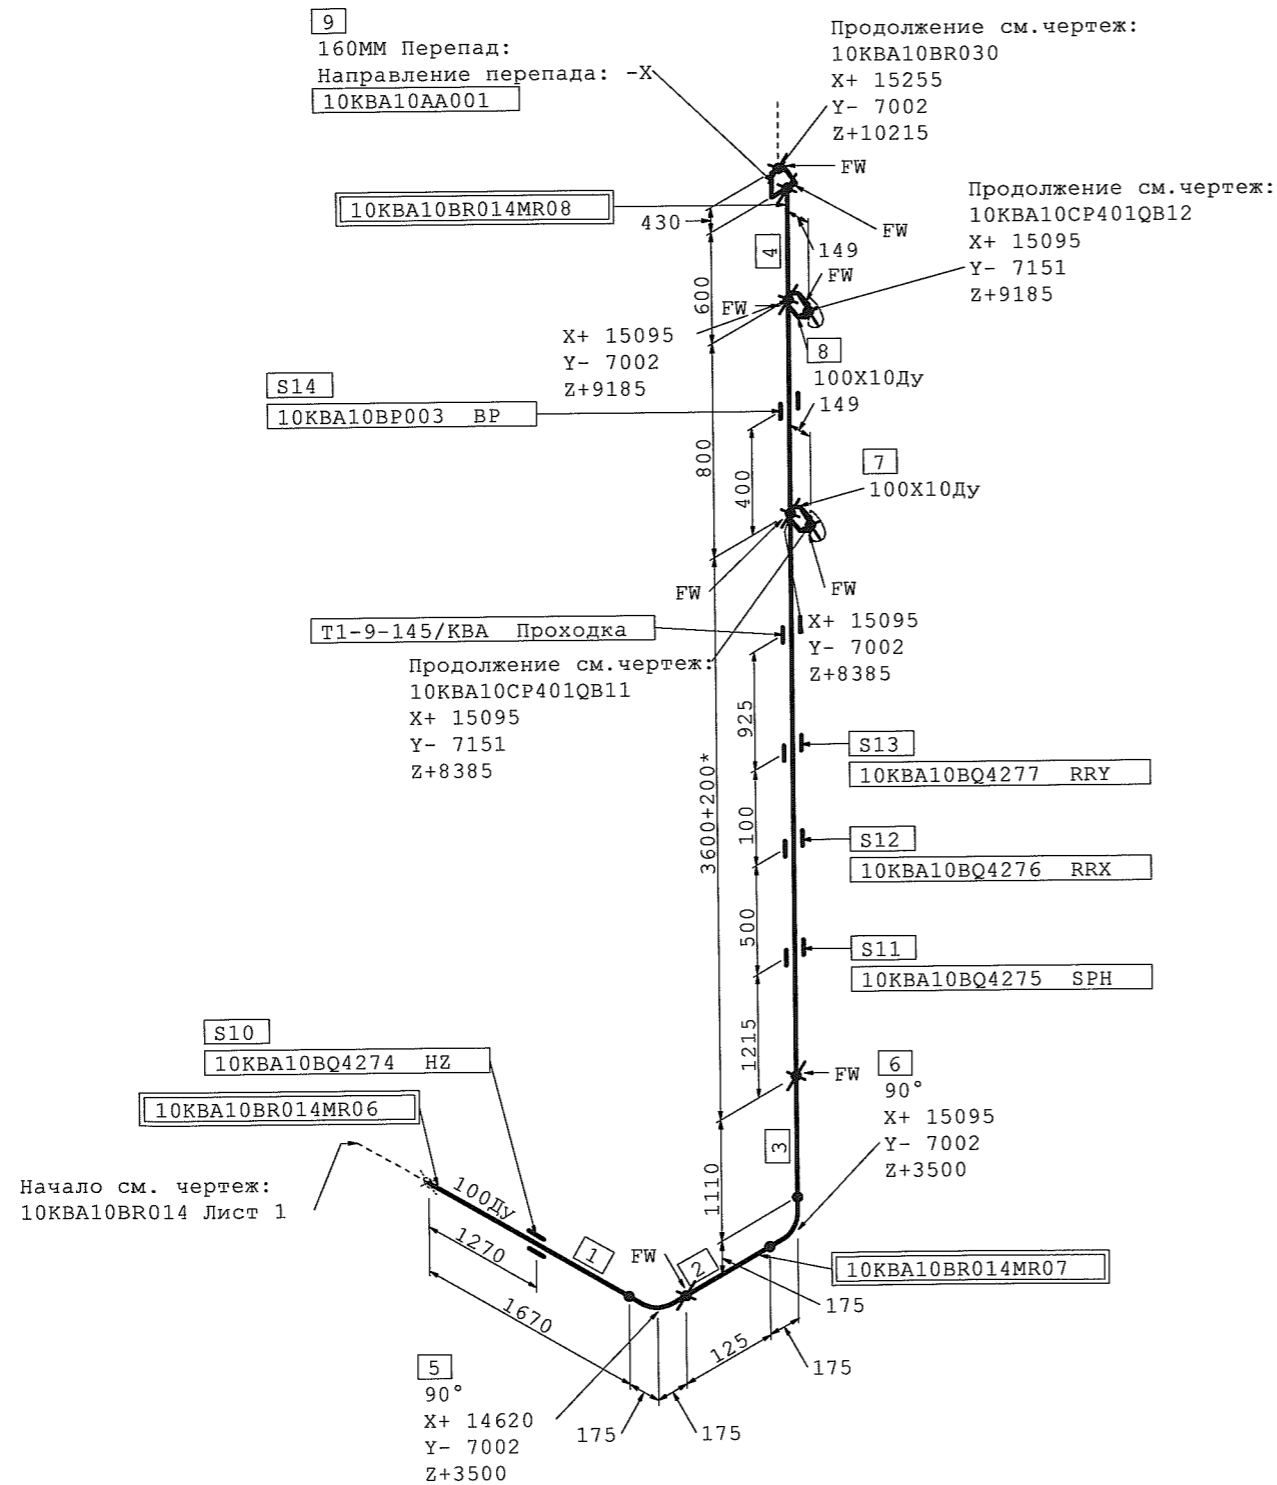 9
160ММ Перепад:
Направление перепада: -X
10KBA10AA001
Продолжение см.чертеж:
10KBA10BR030
X+ 15255
Y- 7002
Z+10215
FW
10KBA10BR014MR08
430
FW
4
149
FW
Продолжение см.чертеж:
10KBA10CP401QB12
X+ 15095
Y- 7151
Z+9185
600
FW
X+ 15095
Y- 7002
Z+9185
8
100X10Ду
149
S14
10KBA10BP003 BP
800
400
7
100X10Ду
FW
FW
T1-9-145/KBA Проходка
X+ 15095
Y- 7002
Z+8385
Продолжение см.чертеж:
10KBA10CP401QB11
X+ 15095
Y- 7151
Z+8385
925
S13
10KBA10BQ4277 RRY
3600+200*
100
S12
10KBA10BQ4276 RRX
500
S11
10KBA10BQ4275 SPH
1215
S10
10KBA10BQ4274 HZ
FW
6
90°
X+ 15095
Y- 7002
Z+3500
10KBA10BR014MR06
3
1110
Начало см. чертеж:
10KBA10BR014 Лист 1
100Ду
1270
1
FW
2
10KBA10BR014MR07
175
1670
125
175
5
90°
X+ 14620
Y- 7002
Z+3500
175
175